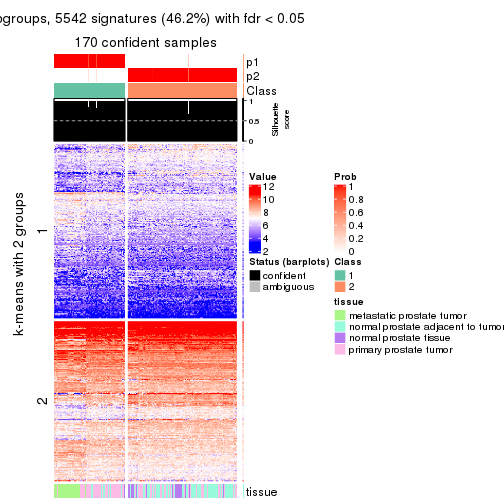 ogroups, 5542 signatures (46.2%) with fdr < 0.05
170 confident samples
p1
p2
Class
1
0.5
0
Silhouette
score
k-means with 2 groups
1
2
Value
12
10
8
6
4
2
Prob
1
0.8
0.6
0.4
0.2
0
Status (barplots)
confident
ambiguous
Class
1
2
tissue
metastatic prostate tumor
normal prostate adjacent to tumor
normal prostate tissue
primary prostate tumor
tissue